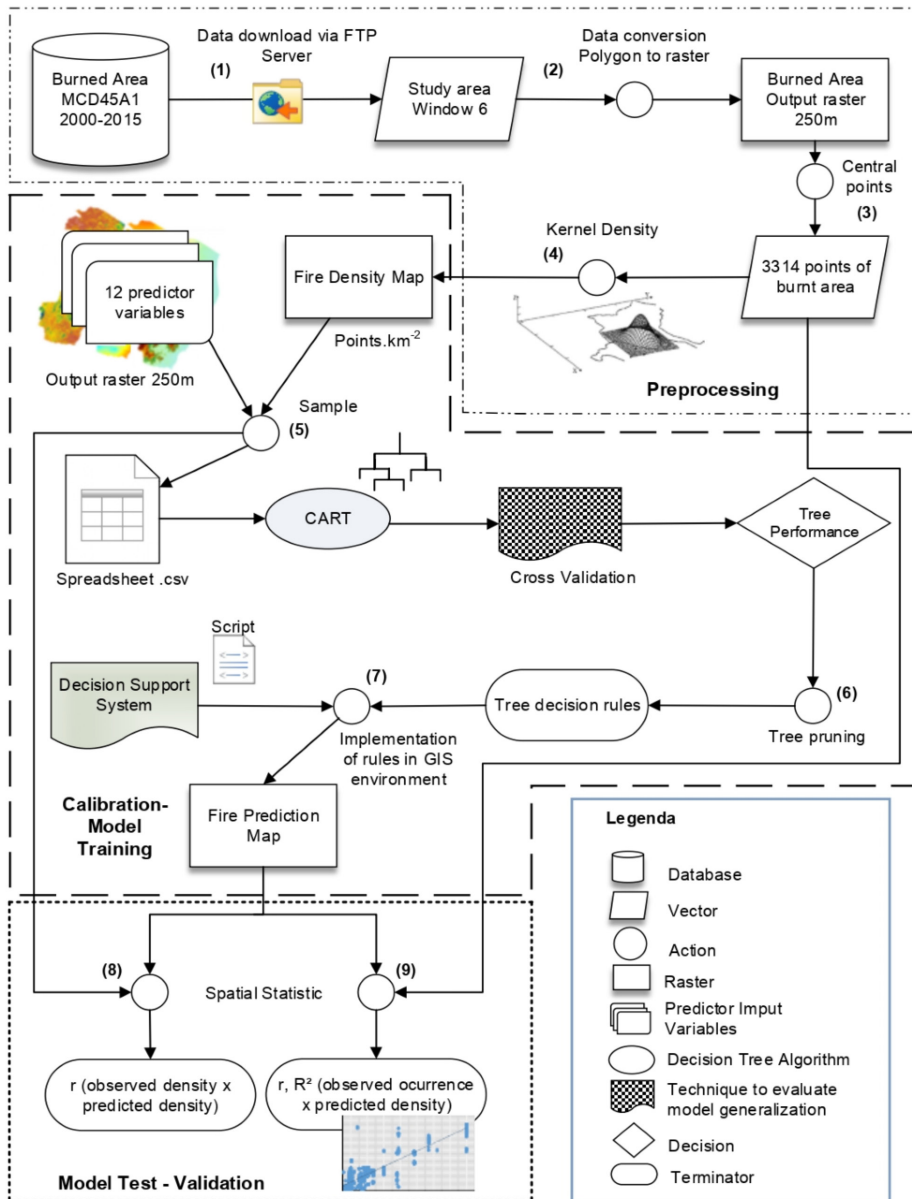 Data download via FTP
Server
(1)
Burned Area
MCD45A1
2000-2015
Study area
Window 6
(2)
Data conversion
Polygon to raster
Burned Area
Output raster
250m
Central
points
(3)
Kernel Density
(4)
3314 points of
burnt area
Preprocessing
12 predictor
variables
Output raster 250m
Fire Density Map
Points.km⁻²
Sample
(5)
Spreadsheet .csv
CART
Cross Validation
Tree
Performance
Script
Decision Support
System
(7)
Implementation
of rules in GIS
environment
Tree decision rules
(6)
Tree pruning
Fire Prediction
Map
Calibration-
Model
Training
(8)
Spatial Statistic
(9)
r (observed density x
predicted density)
r, R² (observed ocurrence
x predicted density)
Model Test - Validation
Legenda
Database
Vector
Action
Raster
Predictor Imput
Variables
Decision Tree Algorithm
Technique to evaluate
model generalization
Decision
Terminator